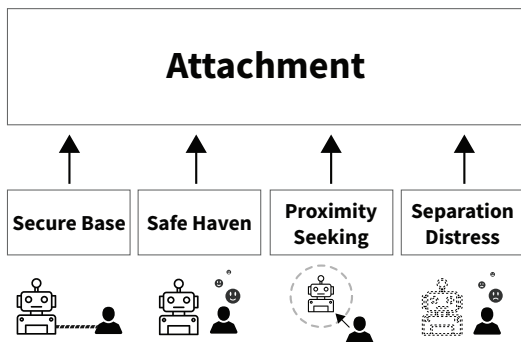 Attachment
Secure Base
Safe Haven
Proximity
Seeking
Separation
Distress